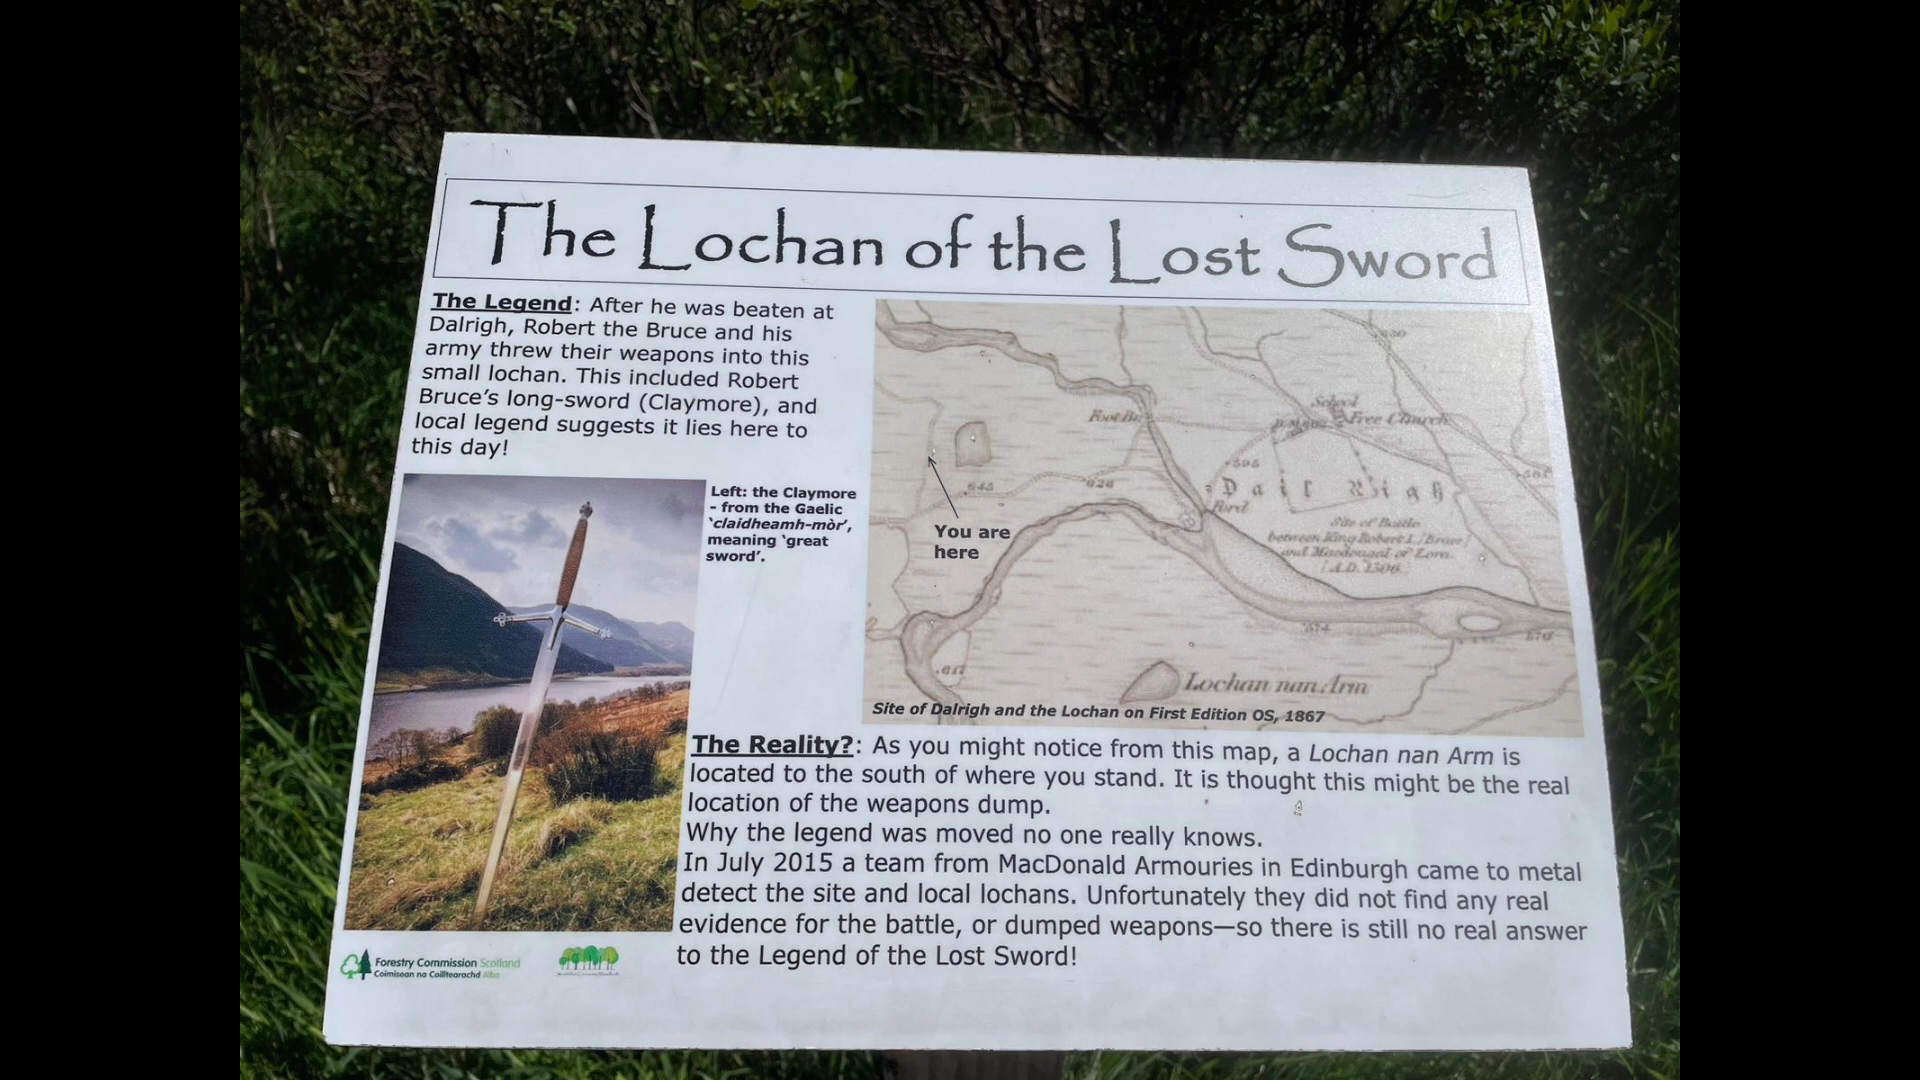 The Lochan of the Lost Sword
The Legend: After he was beaten at
Dalrigh, Robert the Bruce and his
army threw their weapons into this
small lochan. This included Robert
Bruce’s long-sword (Claymore), and
local legend suggests it lies here to
this day!
Left: the Claymore
- from the Gaelic
‘claidheamh-mòr’,
meaning ‘great
sword’.
Foot Br.
School
Free Church
595
645
626
Dail Righ
Ford
Site of Battle
between King Robert I. (Bruce)
and Macdougal of Lorn.
(A.D. 1306.)
You are
here
574
570
617
Lochan nan Arm
Site of Dalrigh and the Lochan on First Edition OS, 1867
The Reality?: As you might notice from this map, a Lochan nan Arm is
located to the south of where you stand. It is thought this might be the real
location of the weapons dump.
Why the legend was moved no one really knows.
In July 2015 a team from MacDonald Armouries in Edinburgh came to metal
detect the site and local lochans. Unfortunately they did not find any real
evidence for the battle, or dumped weapons—so there is still no real answer
to the Legend of the Lost Sword!
Forestry Commission Scotland
Coimisean na Coilltearachd Alba